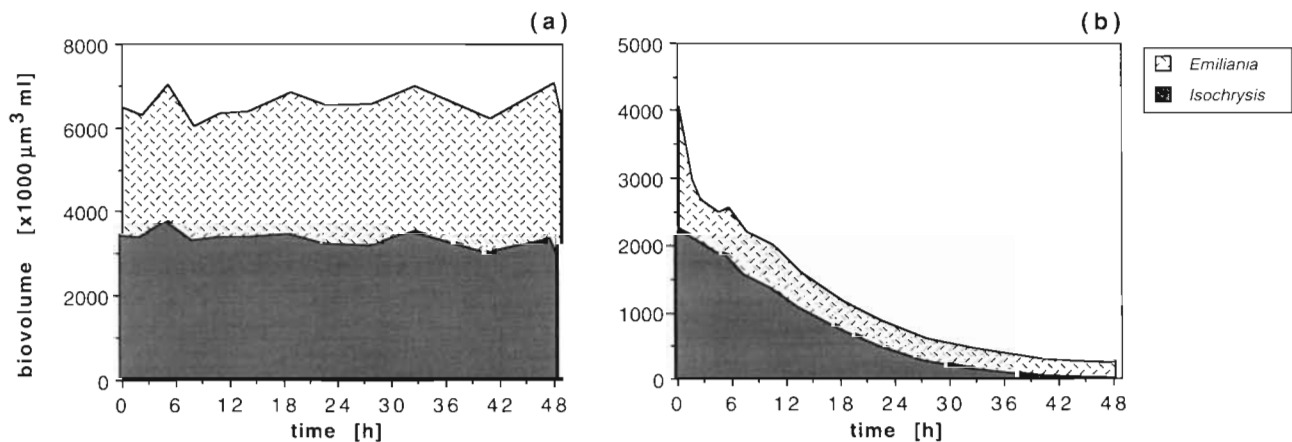 (a)
8000
6000
4000
2000
0
biovolume [x1000 µm³ ml]
0 6 12 18 24 30 36 42 48
time [h]
(b)
5000
4000
3000
2000
1000
0
0 6 12 18 24 30 36 42 48
time [h]
Emiliania
Isochrysis